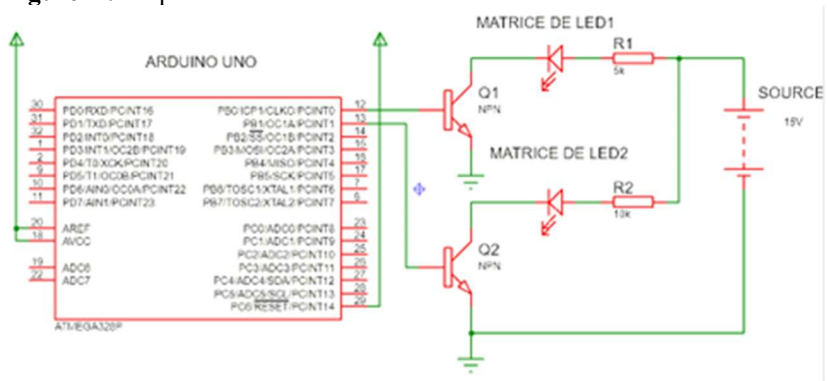 MATRICE DE LED1
ARDUINO UNO
R1
5k
Q1
NPN
SOURCE
15V
MATRICE DE LED2
R2
10k
Q2
NPN
30 PD0/RXD/PCINT16
31 PD1/TXD/PCINT17
32 PD2/INT0/PCINT18
1 PD3/INT1/OC2B/PCINT19
2 PD4/T0/XCK/PCINT20
9 PD5/T1/OC0B/PCINT21
10 PD6/AIN0/OC0A/PCINT22
11 PD7/AIN1/PCINT23
20 AREF
18 AVCC
19 ADC6
22 ADC7
PB0/ICP1/CLKO/PCINT0 12
PB1/OC1A/PCINT1 13
PB2/SS/OC1B/PCINT2 14
PB3/MOSI/OC2A/PCINT3 15
PB4/MISO/PCINT4 16
PB5/SCK/PCINT5 17
PB6/TOSC1/XTAL1/PCINT6 7
PB7/TOSC2/XTAL2/PCINT7 8
PC0/ADC0/PCINT8 23
PC1/ADC1/PCINT9 24
PC2/ADC2/PCINT10 25
PC3/ADC3/PCINT11 26
PC4/ADC4/SDA/PCINT12 27
PC5/ADC5/SCL/PCINT13 28
PC6/RESET/PCINT14 29
ATMEGA328P